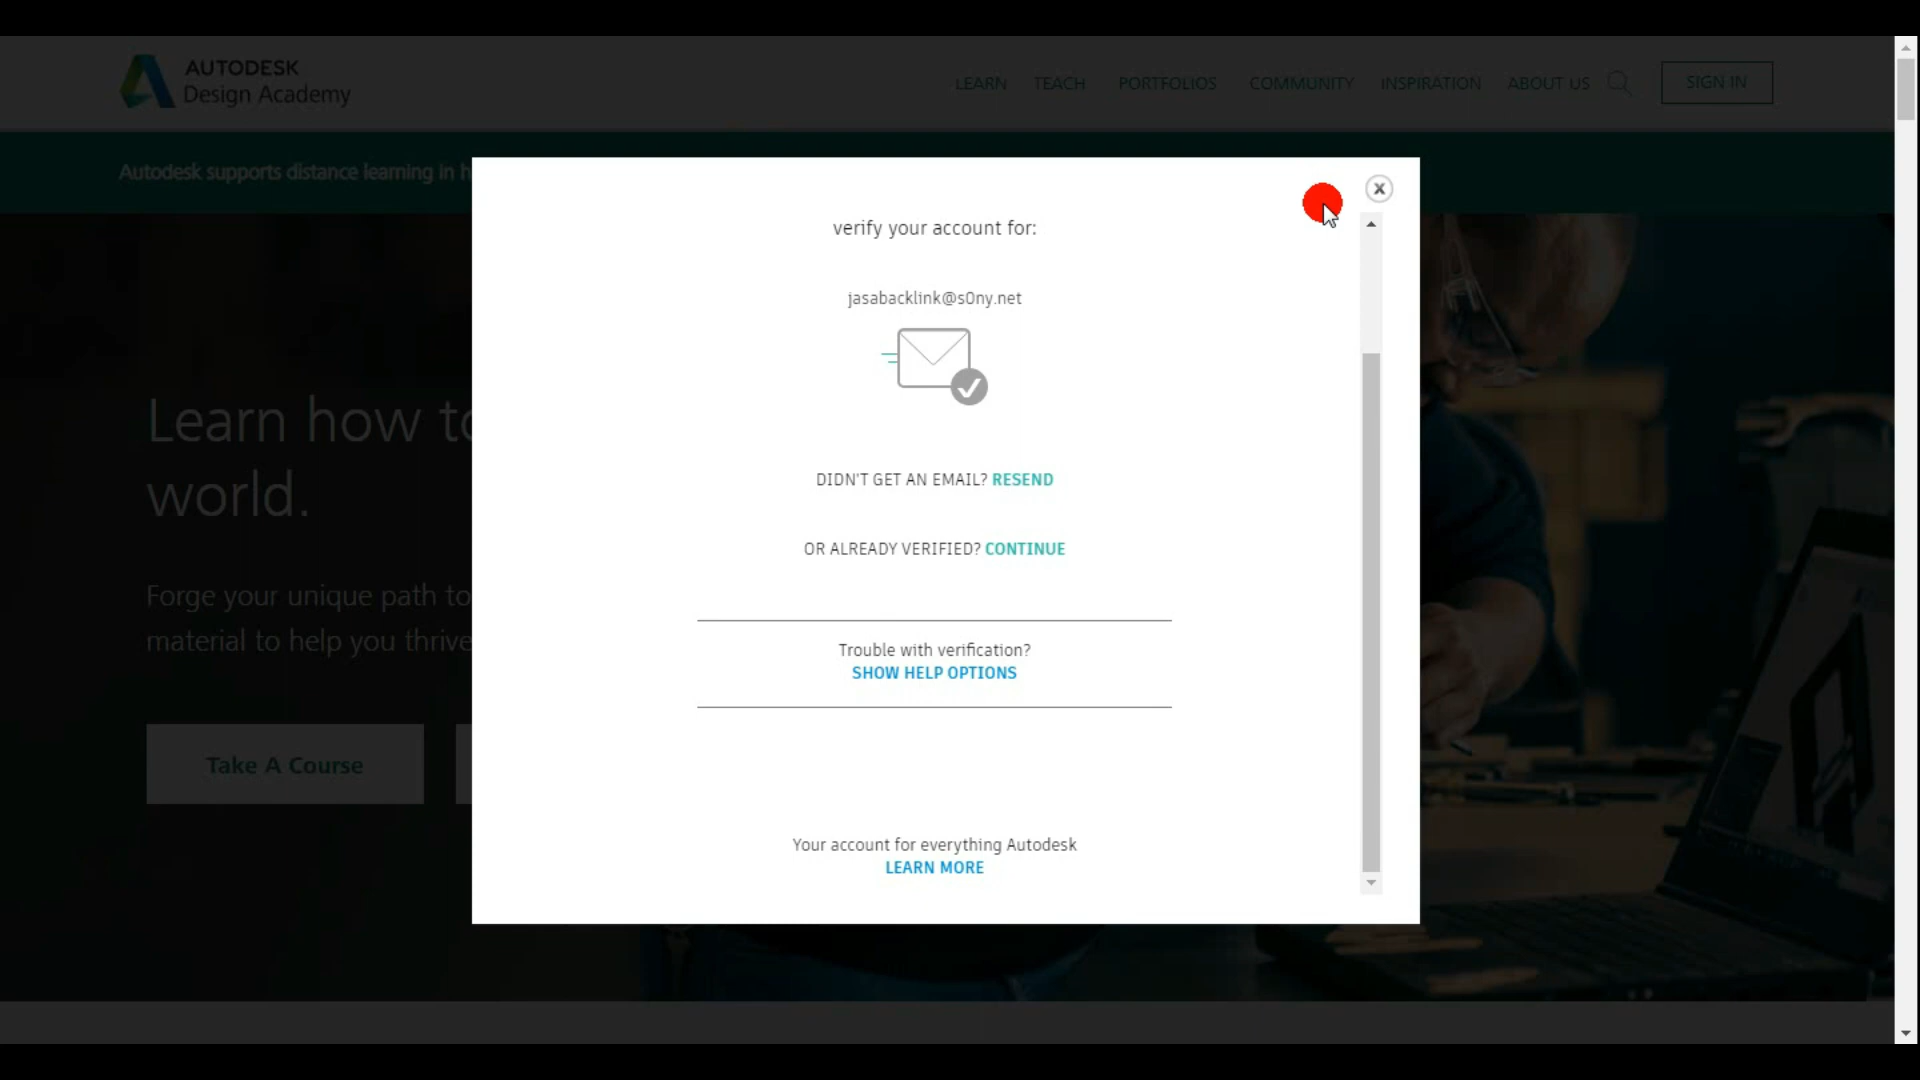 AUTODESK
Design Academy
LEARN TEACH PORTFOLIOS COMMUNITY INSPIRATION ABOUT US SIGN IN
Autodesk supports distance learning in
verify your account for:
jasabacklink@s0ny.net
DIDN'T GET AN EMAIL? RESEND
OR ALREADY VERIFIED? CONTINUE
Trouble with verification?
SHOW HELP OPTIONS
Your account for everything Autodesk
LEARN MORE
Learn how to
world.
Forge your unique path to
material to help you thrive
Take A Course